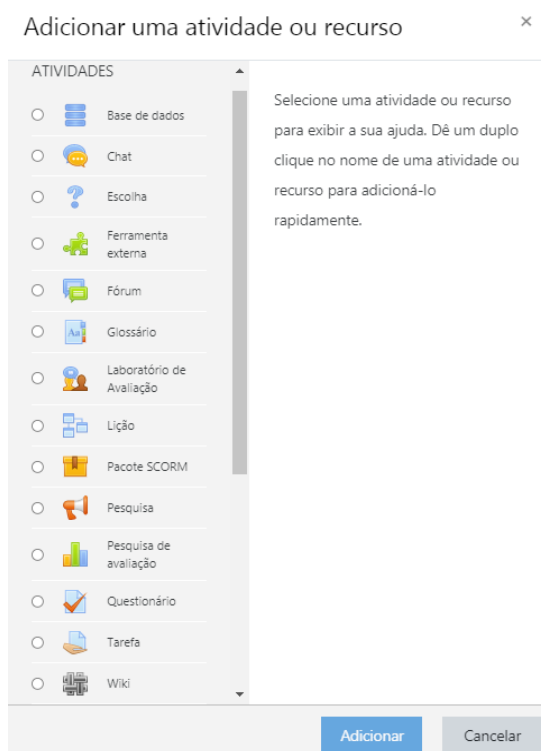 Adicionar uma atividade ou recurso
×
ATIVIDADES
Base de dados
Chat
Escolha
Ferramenta
externa
Fórum
Glossário
Laboratório de
Avaliação
Lição
Pacote SCORM
Pesquisa
Pesquisa de
avaliação
Questionário
Tarefa
Wiki
Selecione uma atividade ou recurso
para exibir a sua ajuda. Dê um duplo
clique no nome de uma atividade ou
recurso para adicioná-lo
rapidamente.
Adicionar
Cancelar